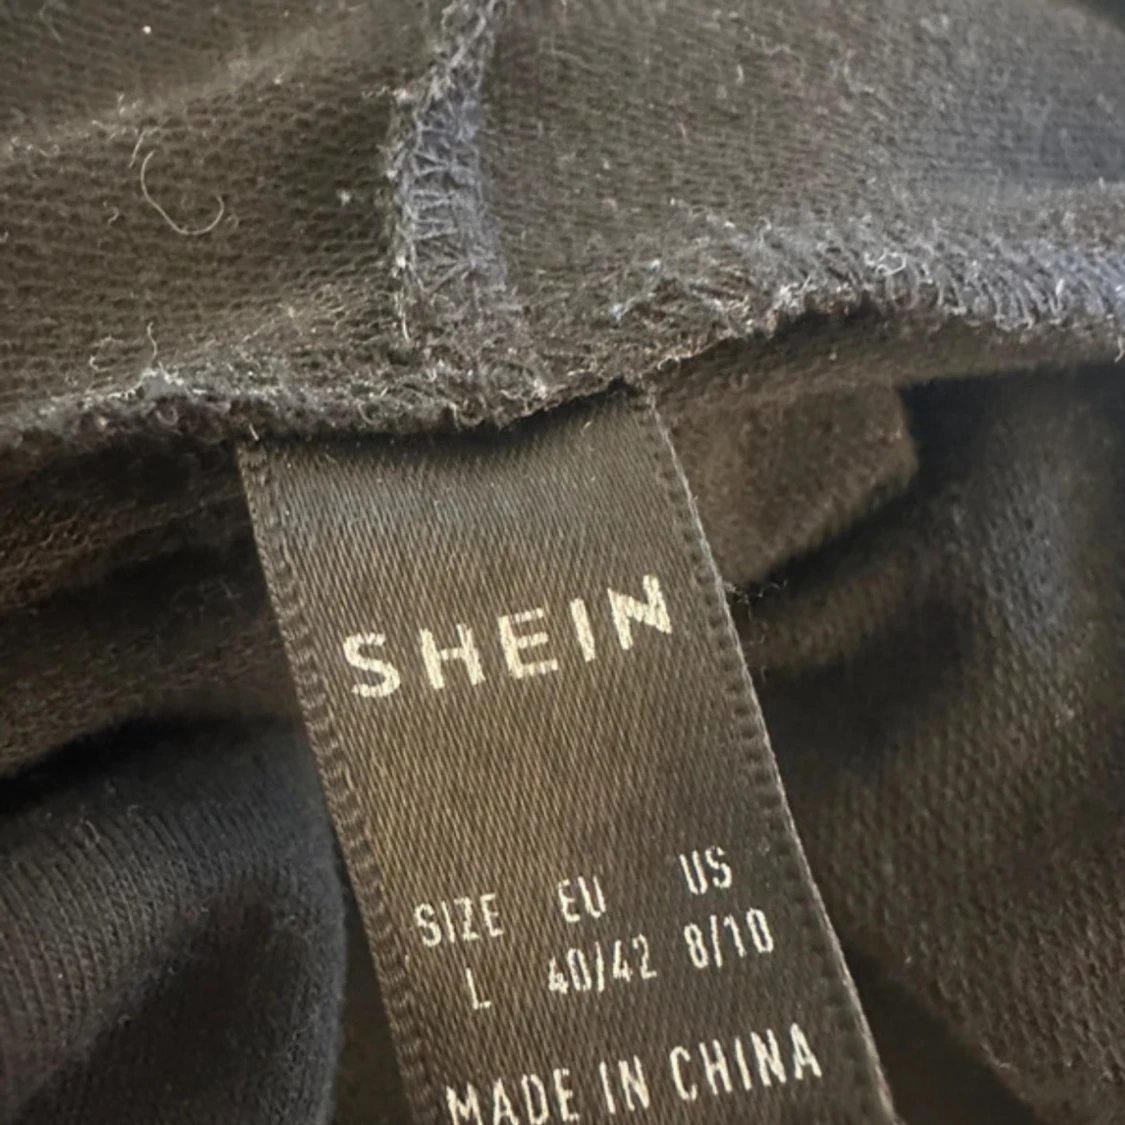 SHEIN
SIZE EU US
L 40/42 8/10
MADE IN CHINA